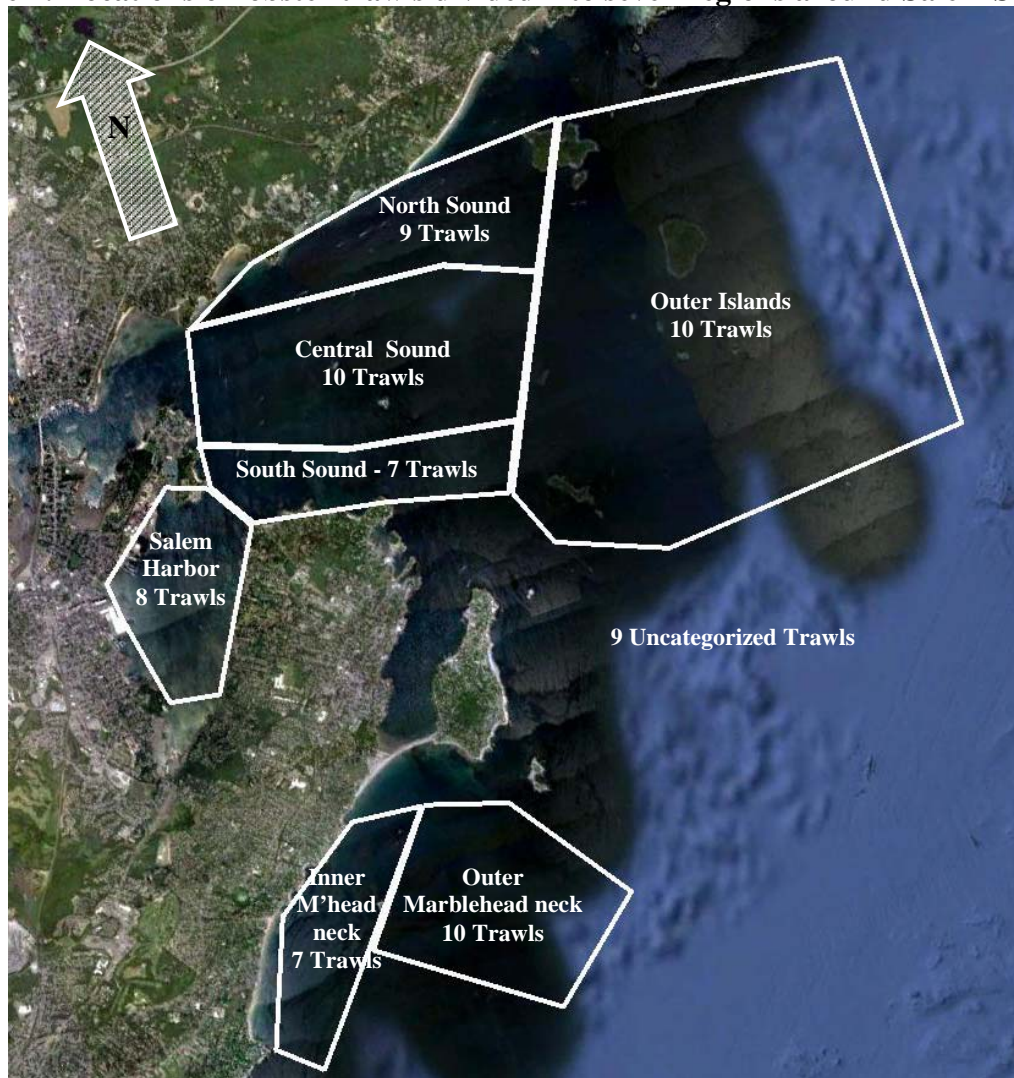 N
North Sound
9 Trawls
Outer Islands
10 Trawls
Central Sound
10 Trawls
South Sound - 7 Trawls
Salem
Harbor
8 Trawls
9 Uncategorized Trawls
Inner
M'head
neck
7 Trawls
Outer
Marblehead neck
10 Trawls